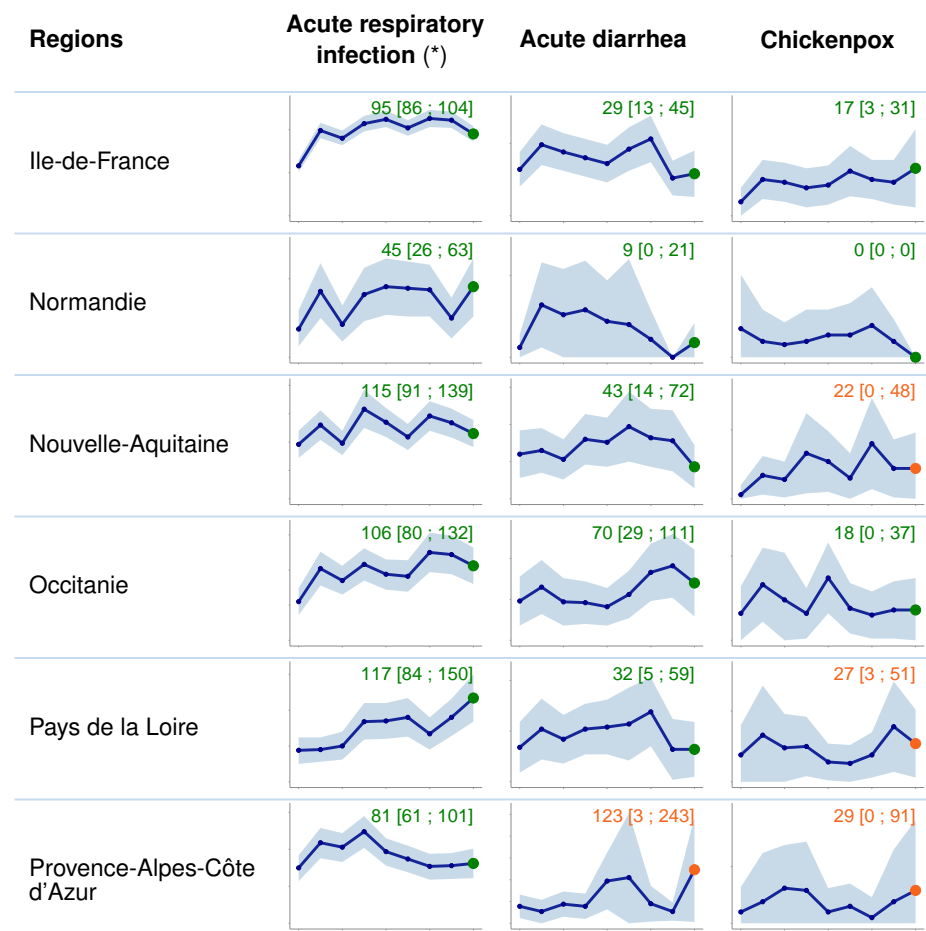 Regions
Acute respiratory
infection (*)
Acute diarrhea
Chickenpox
Ile-de-France
95 [86 ; 104]
29 [13 ; 45]
17 [3 ; 31]
Normandie
45 [26 ; 63]
9 [0 ; 21]
0 [0 ; 0]
Nouvelle-Aquitaine
115 [91 ; 139]
43 [14 ; 72]
22 [0 ; 48]
Occitanie
106 [80 ; 132]
70 [29 ; 111]
18 [0 ; 37]
Pays de la Loire
117 [84 ; 150]
32 [5 ; 59]
27 [3 ; 51]
Provence-Alpes-Côte
d'Azur
81 [61 ; 101]
123 [3 ; 243]
29 [0 ; 91]